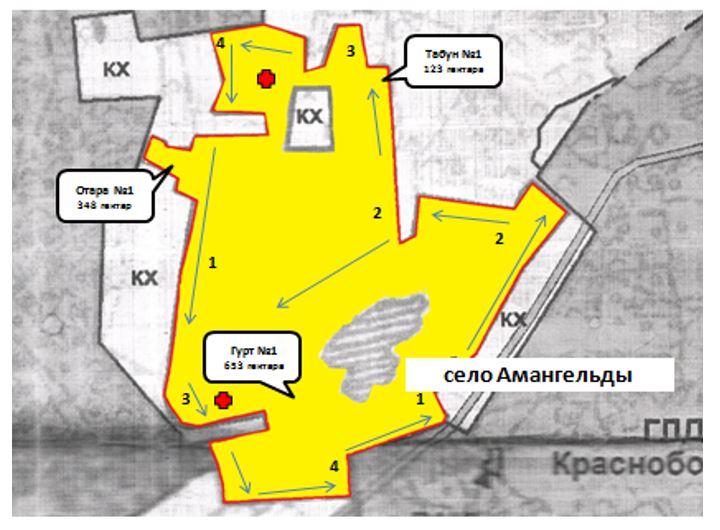 4
3
Табун №1
123 гектара
КХ
КХ
Отара №1
348 гектар
2
2
1
КХ
КХ
Гурт №1
653 гектара
село Амангельды
3
1
ГПЛ
4
Краснобо